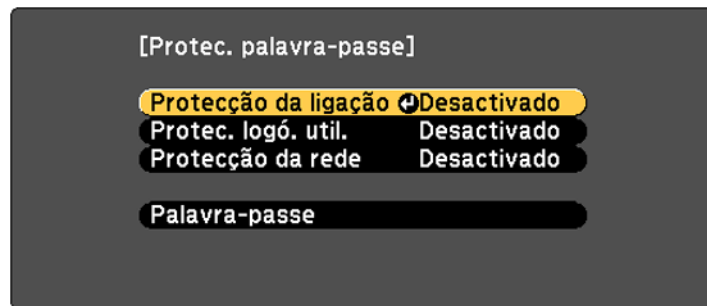 [Protec. palavra-passe]
Protecção da ligação Desactivado
Protec. logó. util. Desactivado
Protecção da rede Desactivado
Palavra-passe